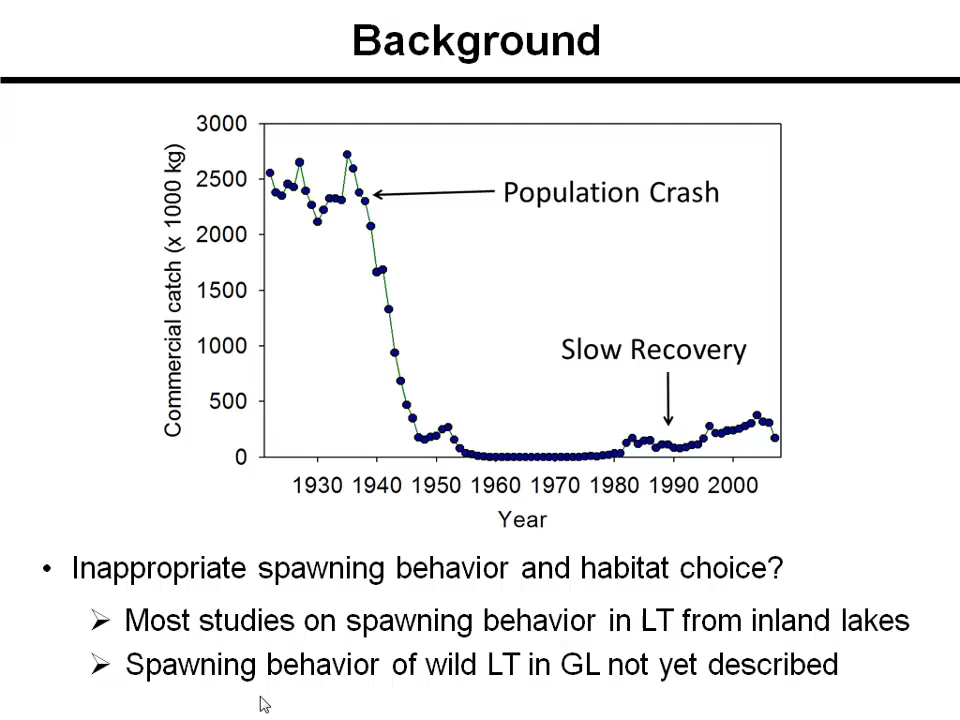 Background
3000
2500
2000
1500
1000
500
0
Commercial catch (x 1000 kg)
Population Crash
Slow Recovery
1930 1940 1950 1960 1970 1980 1990 2000
Year
• Inappropriate spawning behavior and habitat choice?
➢ Most studies on spawning behavior in LT from inland lakes
➢ Spawning behavior of wild LT in GL not yet described